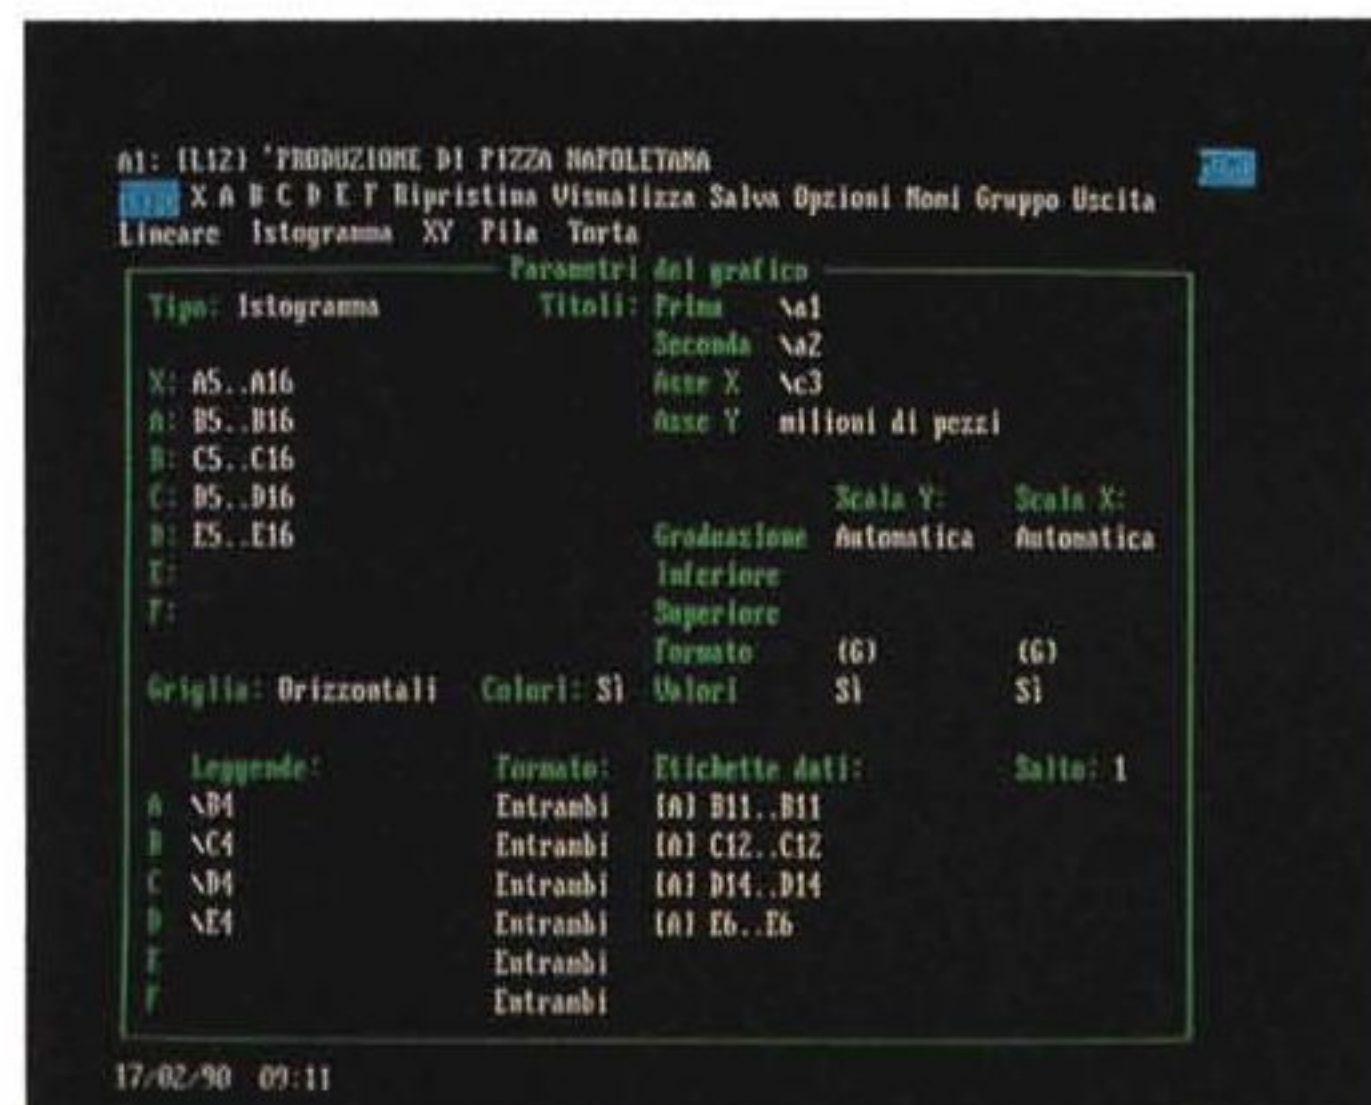 A1: [L12] 'PRODUZIONE DI PIZZA NAPOLETANA
X A B C D E F Ripristina Visualizza Salva Opzioni Nomi Gruppo Uscita
Lineare Istogramma XY Pila Torta
Parametri del grafico
Tipo: Istogramma Titoli: Prima \a1
Seconda \a2
X: A5..A16 Asse X \c3
A: B5..B16 Asse Y milioni di pezzi
B: C5..C16
C: D5..D16 Scala Y: Scala X:
D: E5..E16 Graduazione Automatica Automatica
E: Inferiore
F: Superiore
Formato (G) (G)
Griglia: Orizzontali Colori: Sì Valori Sì Sì
Leggende: Formato: Etichette dati: Salto: 1
A \B4 Entrambi [A] B11..B11
B \C4 Entrambi [A] C12..C12
C \D4 Entrambi [A] D14..D14
D \E4 Entrambi [A] E6..E6
E Entrambi
F Entrambi
17/02/90 09:11